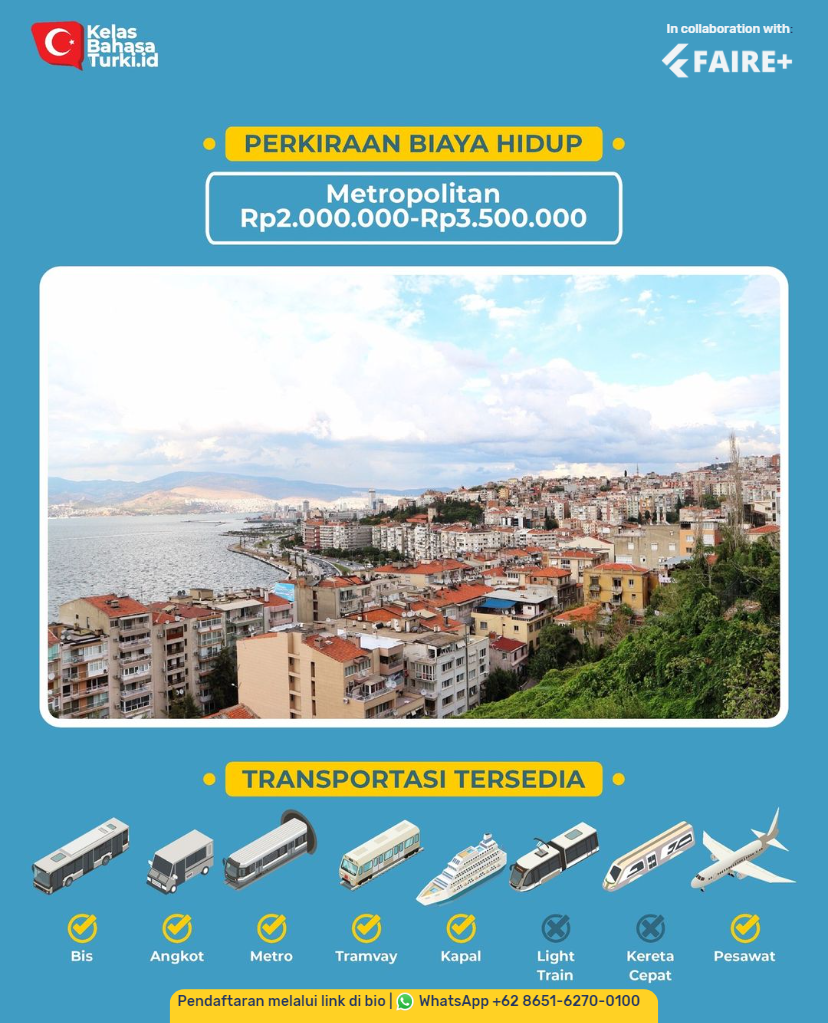 Kelas
Bahasa
Turki.id
In collaboration with:
FAIRE+
PERKIRAAN BIAYA HIDUP
Metropolitan
Rp2.000.000-Rp3.500.000
TRANSPORTASI TERSEDIA
Bis
Angkot
Metro
Tramvay
Kapal
Light
Train
Kereta
Cepat
Pesawat
Pendaftaran melalui link di bio | WhatsApp +62 8651-6270-0100